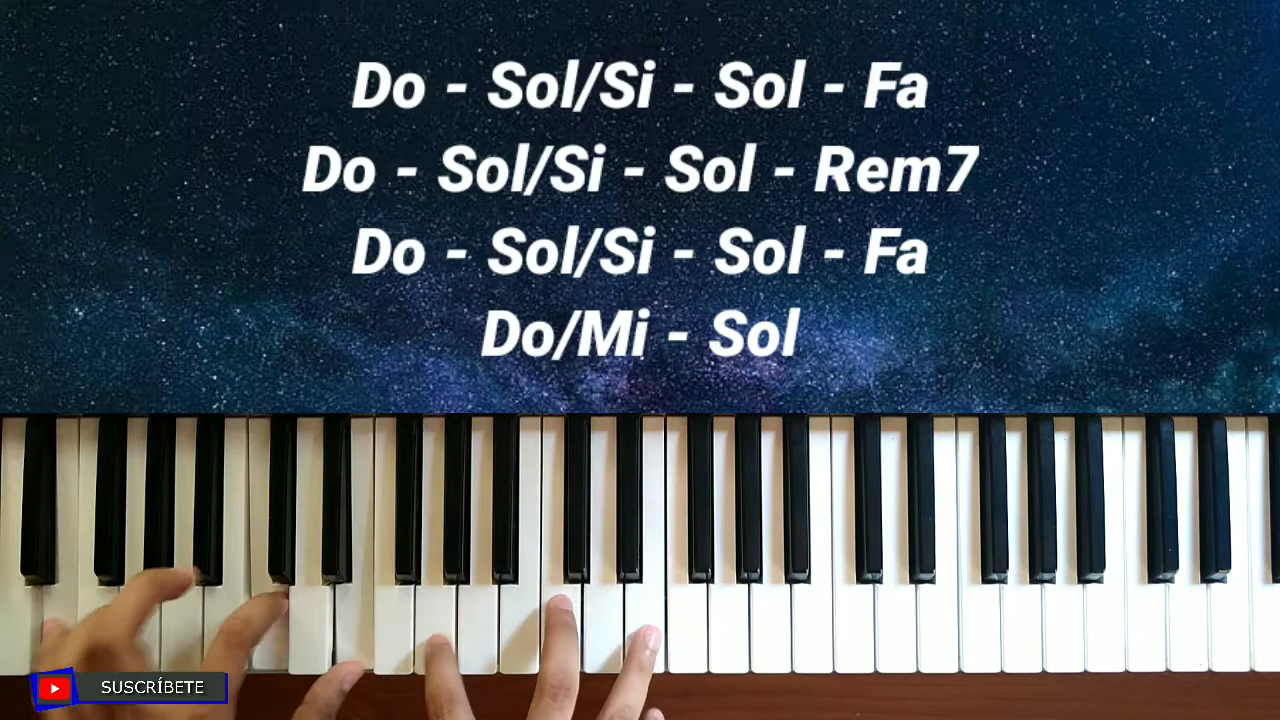 Do - Sol/Si - Sol - Fa
Do - Sol/Si - Sol - Rem7
Do - Sol/Si - Sol - Fa
Do/Mi - Sol
SUSCRÍBETE